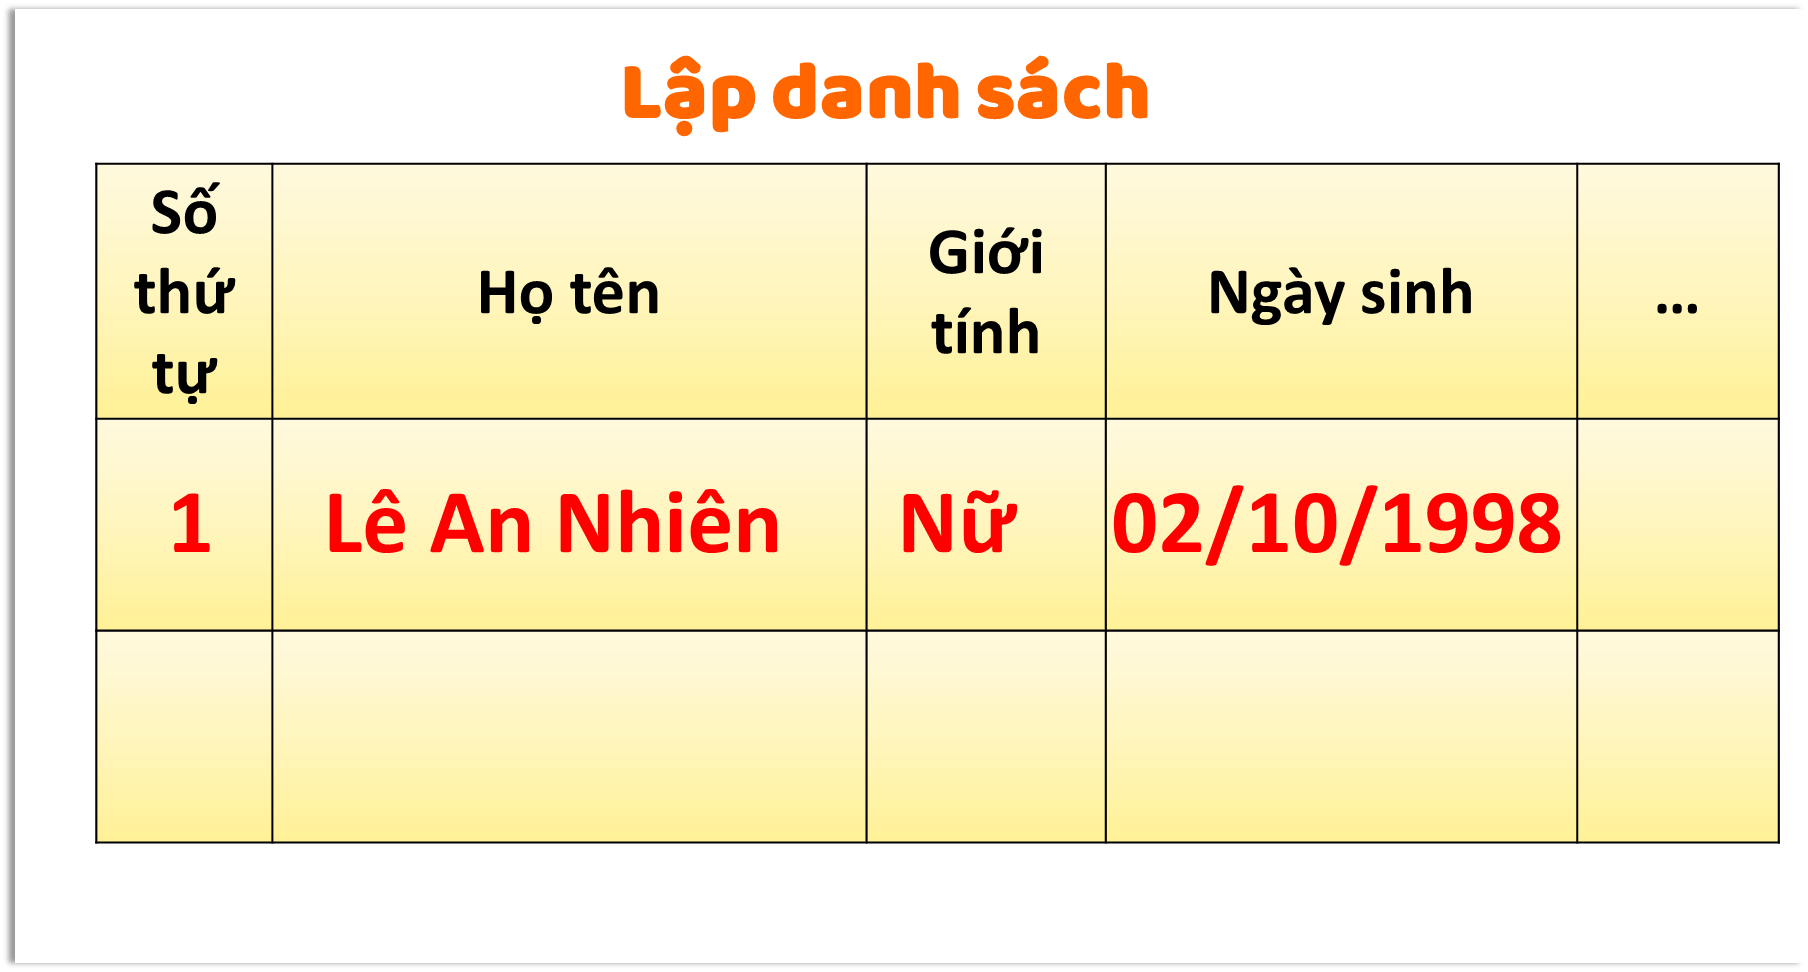 Lập danh sách
Số
thứ
tự
Họ tên
Giới
tính
Ngày sinh
...
1
Lê An Nhiên
Nữ
02/10/1998